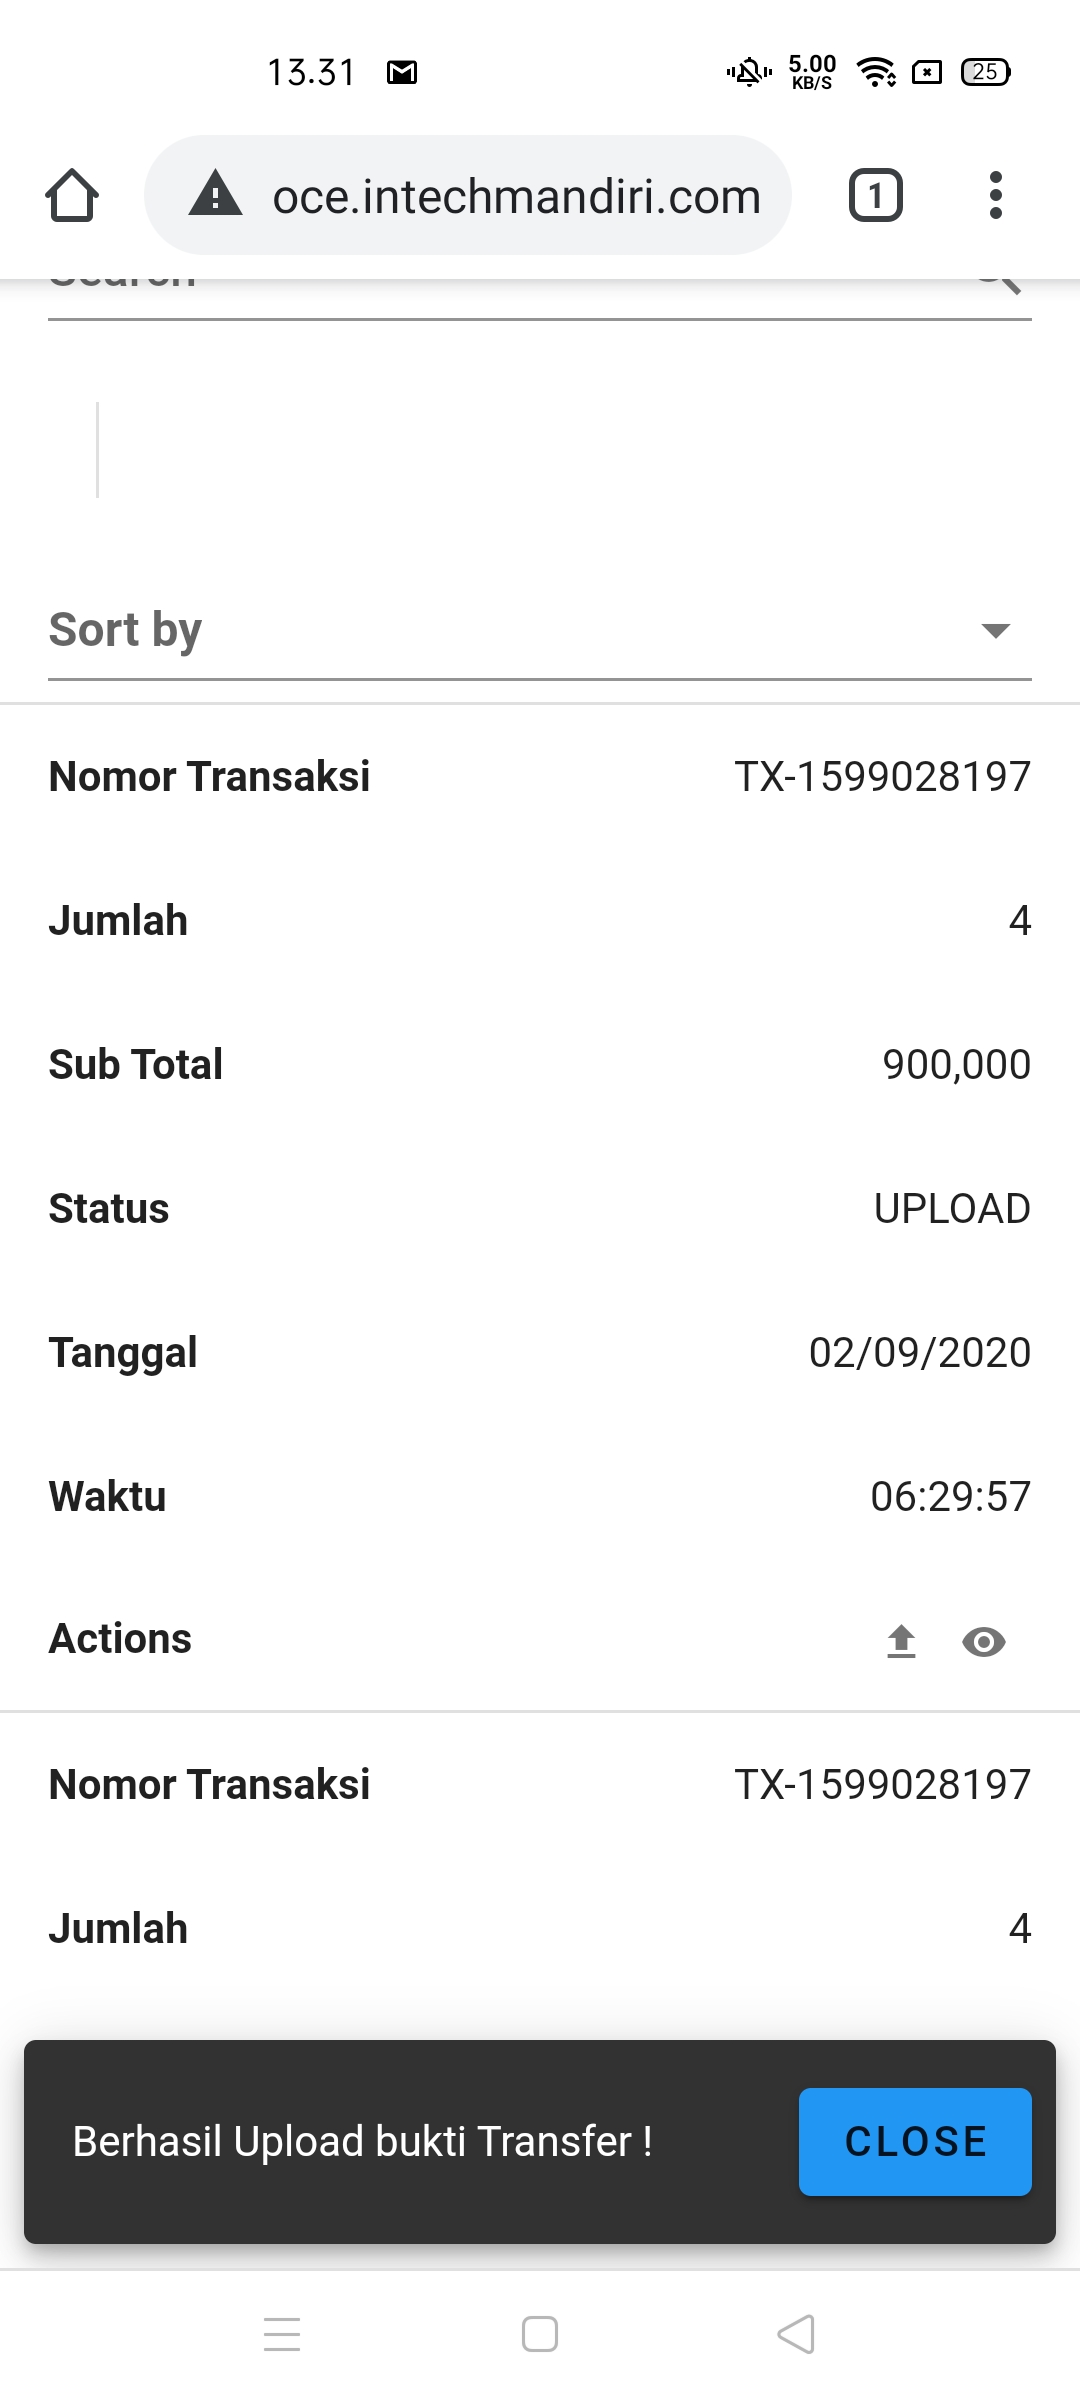 13.31
5.00
KB/S
25
oce.intechmandiri.com
1
Search
Sort by
Nomor Transaksi TX-1599028197
Jumlah 4
Sub Total 900,000
Status UPLOAD
Tanggal 02/09/2020
Waktu 06:29:57
Actions
Nomor Transaksi TX-1599028197
Jumlah 4
Berhasil Upload bukti Transfer !
CLOSE